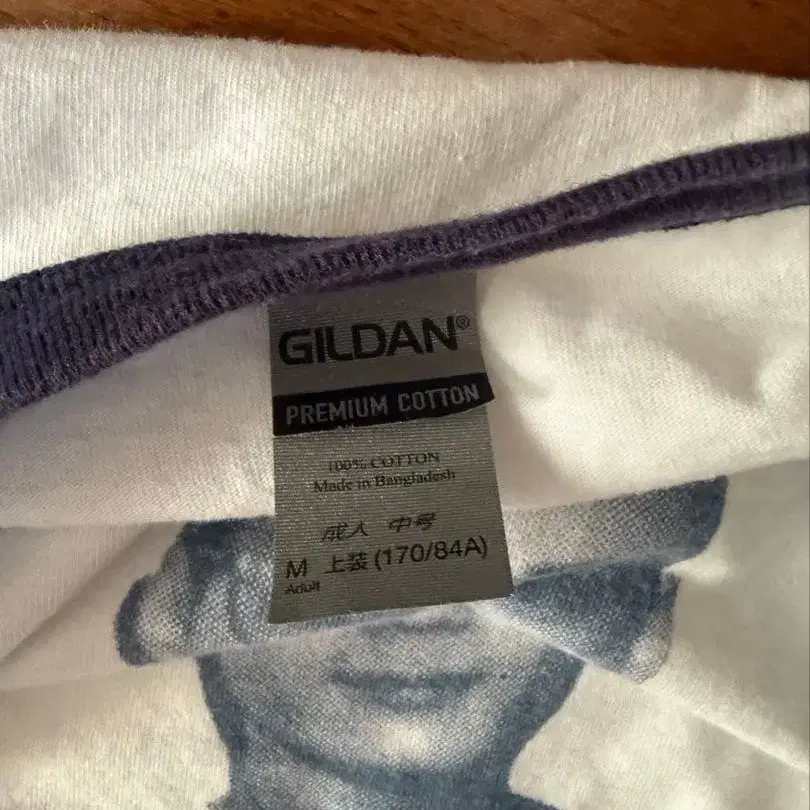 GILDAN®
PREMIUM COTTON
100% COTTON
Made in Bangladesh
成人 中号
M 上装 (170/84A)
Adult